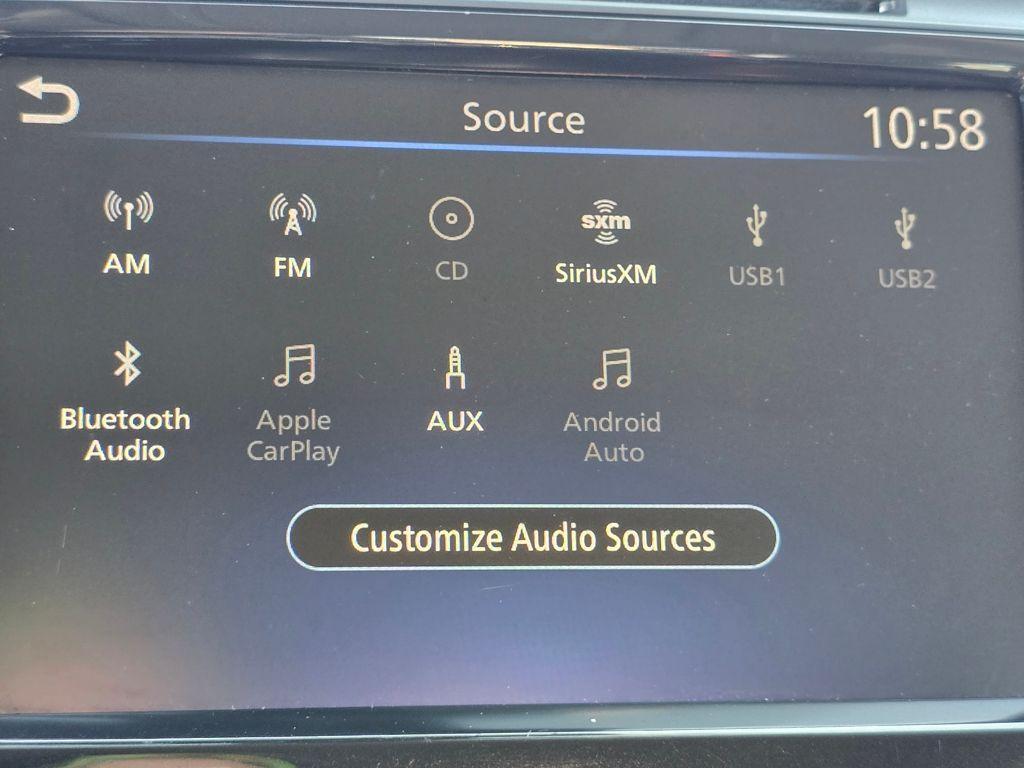 Source
10:58
AM
FM
CD
sxm
SiriusXM
USB1
USB2
Bluetooth
Audio
Apple
CarPlay
AUX
Android
Auto
Customize Audio Sources